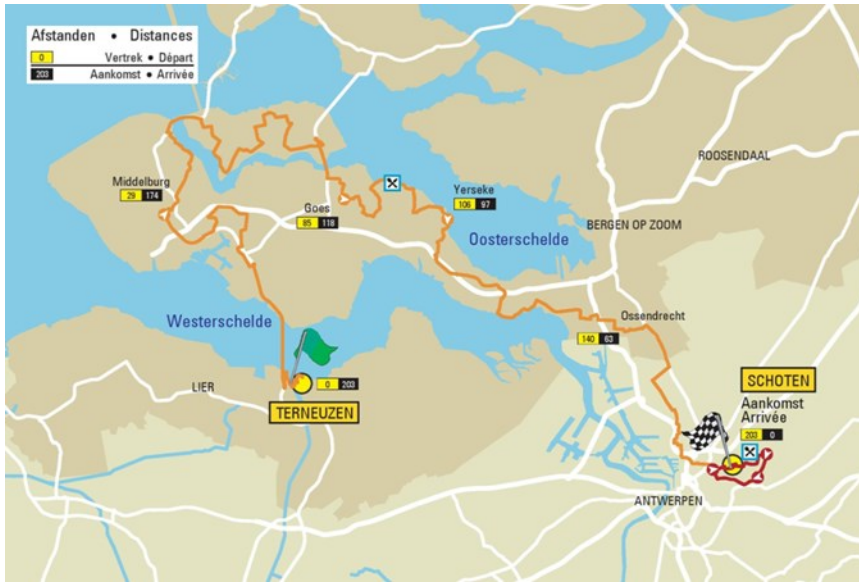 Afstanden • Distances
0 Vertrek • Départ
203 Aankomst • Arrivée
ROOSENDAAL
Middelburg
29 174
Yerseke
106 97
Goes
85 118
BERGEN OP ZOOM
Oosterschelde
Westerschelde
Ossendrecht
140 63
LIER
0 203
TERNEUZEN
SCHOTEN
Aankomst
Arrivée
203 0
ANTWERPEN